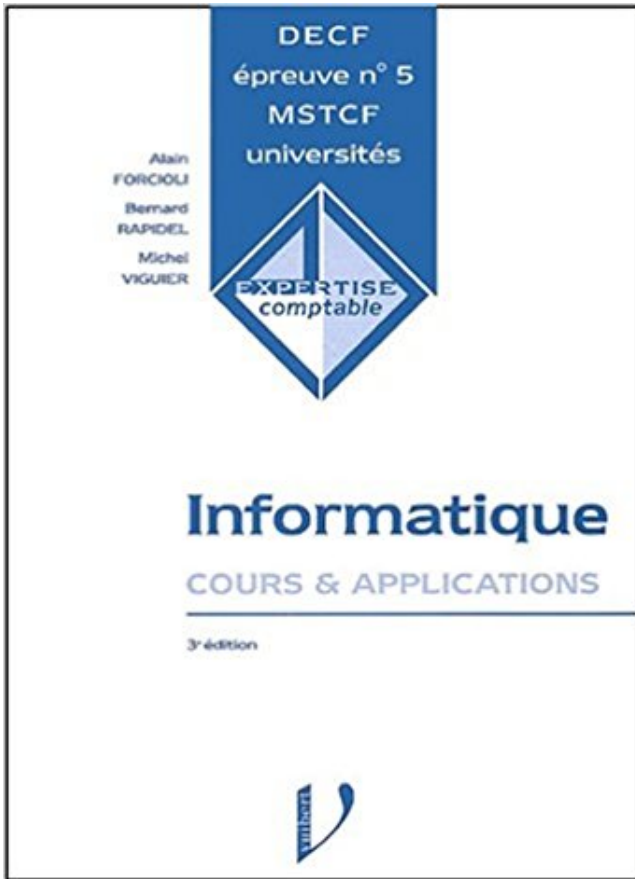 DECF
épreuve n° 5
MSTCF
universités
Alain
FORCIOLI
Bernard
RAPIDEL
Michel
VIGUIER
EXPERTISE
comptable
Informatique
COURS & APPLICATIONS
3e édition
Vuibert